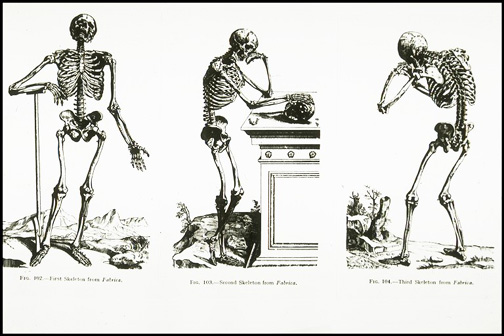 FIG. 102.—First Skeleton from Fabrica.
FIG. 103.—Second Skeleton from Fabrica.
FIG. 104.—Third Skeleton from Fabrica.